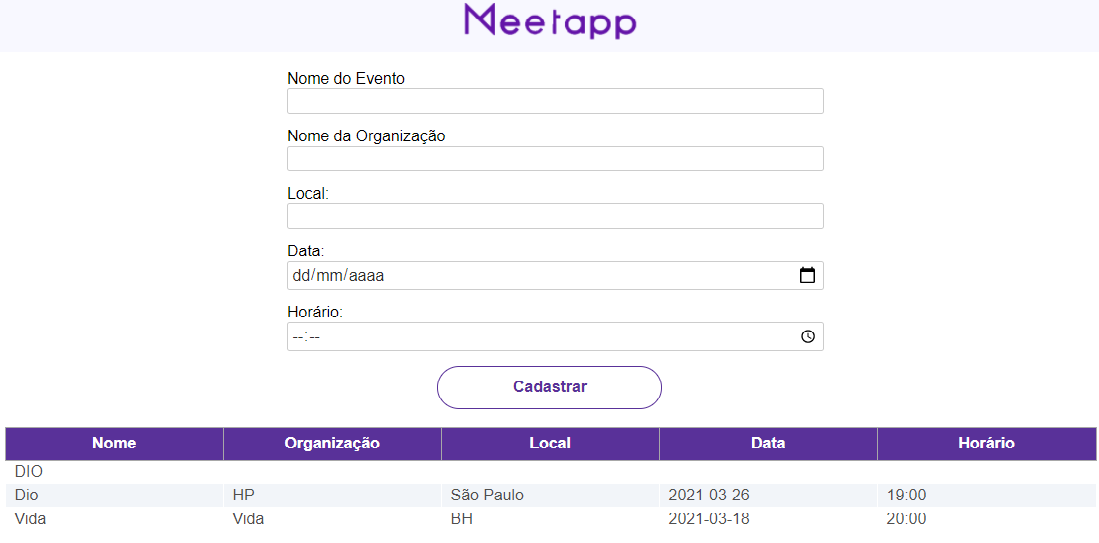 Meetapp
Nome do Evento
Nome da Organização
Local:
Data:
dd/mm/aaaa
Horário:
--:--
Cadastrar
Nome Organização Local Data Horário
DIO
Dio HP São Paulo 2021 03 26 19:00
Vida Vida BH 2021-03-18 20:00